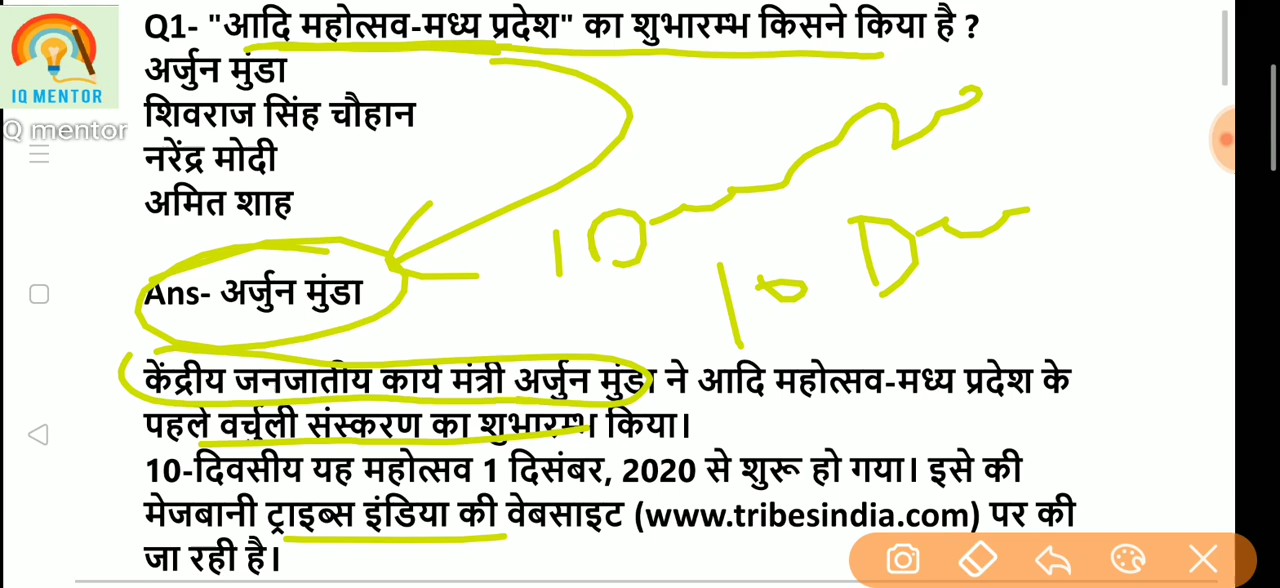 Q1- "आदि महोत्सव-मध्य प्रदेश" का शुभारम्भ किसने किया है ?
अर्जुन मुंडा
शिवराज सिंह चौहान
नरेंद्र मोदी
अमित शाह
IQ MENTOR
Q mentor
10
10 D
Ans- अर्जुन मुंडा
केंद्रीय जनजातीय कार्य मंत्री अर्जुन मुंडा ने आदि महोत्सव-मध्य प्रदेश के
पहले वर्चुली संस्करण का शुभारम्भ किया।
10-दिवसीय यह महोत्सव 1 दिसंबर, 2020 से शुरू हो गया। इसे की
मेजबानी ट्राइब्स इंडिया की वेबसाइट (www.tribesindia.com) पर की
जा रही है।